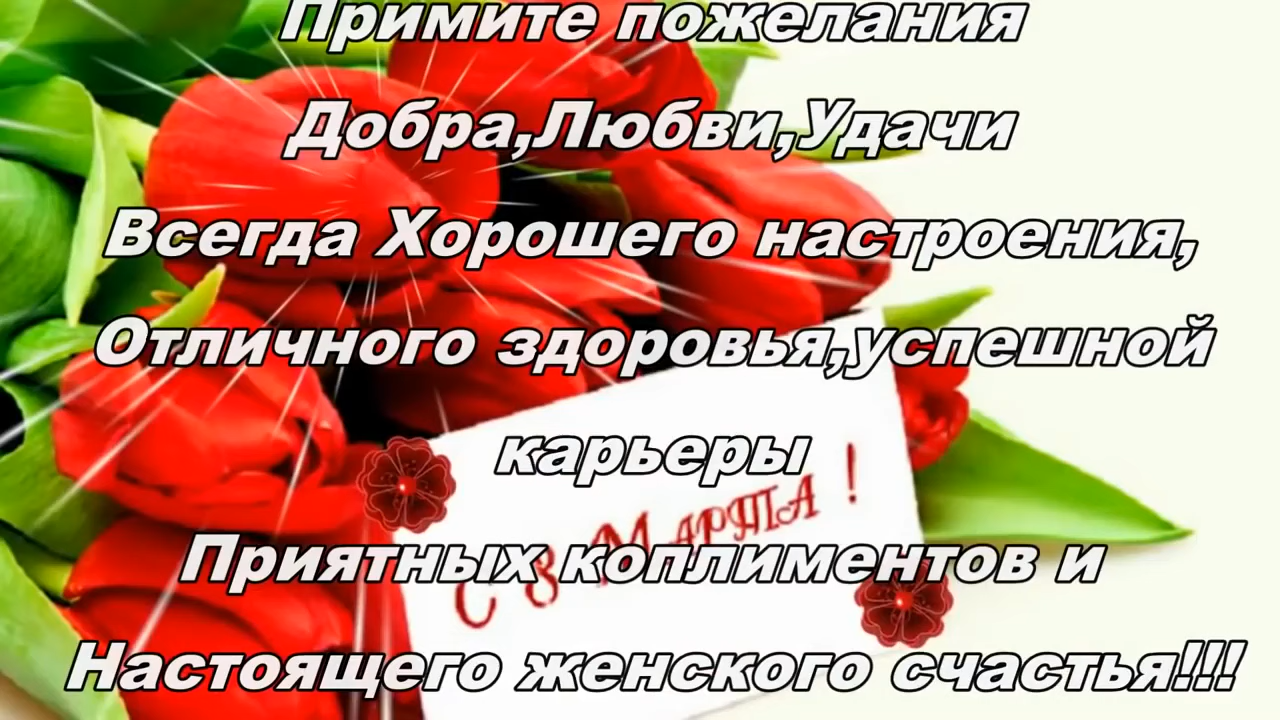 Примите пожелания
Добра,Любви,Удачи
Всегда Хорошего настроения,
Отличного здоровья,успешной
карьеры
Приятных коплиментов и
Настоящего женского счастья!!!
С 8 Марта !